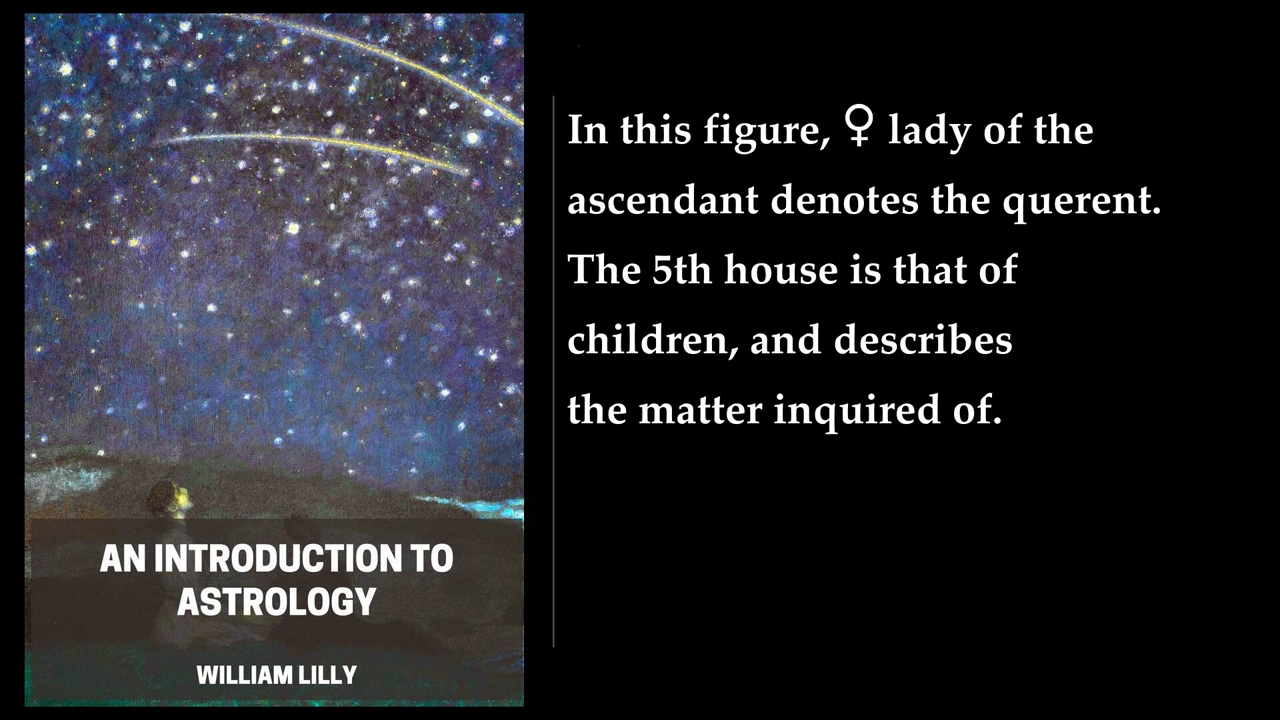 AN INTRODUCTION TO
ASTROLOGY
WILLIAM LILLY
In this figure, ♀ lady of the
ascendant denotes the querent.
The 5th house is that of
children, and describes
the matter inquired of.